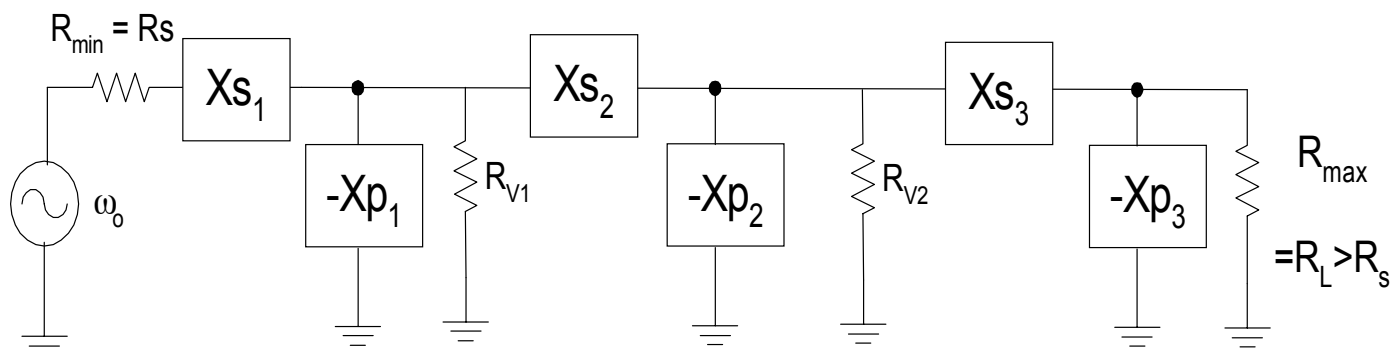 R_min = Rs
Xs_1
Xs_2
Xs_3
-Xp_1
R_V1
-Xp_2
R_V2
-Xp_3
R_max
=R_L>R_s
ω_o